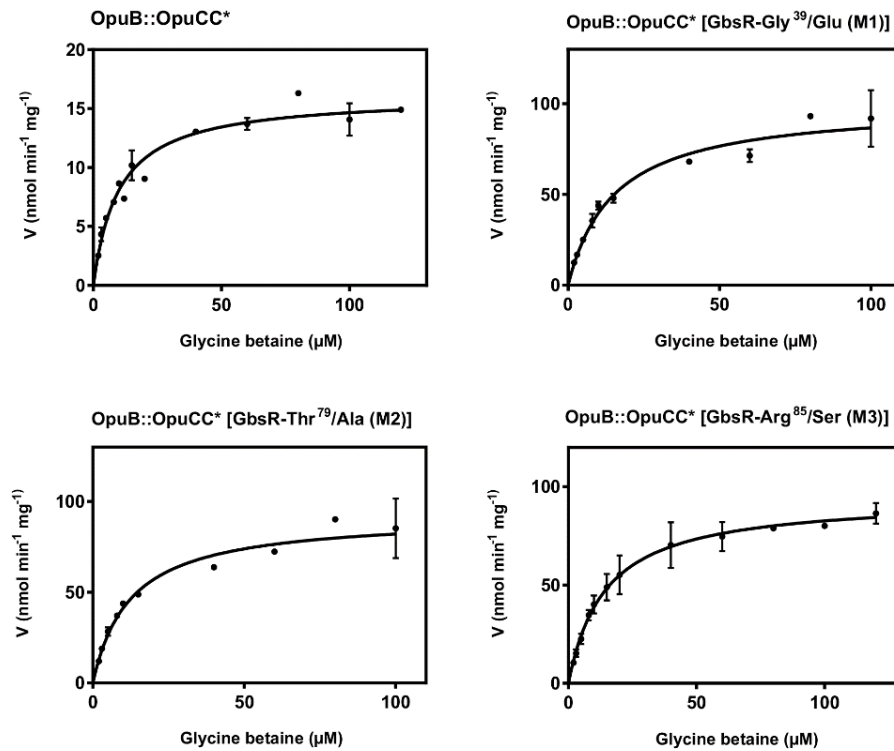 OpuB::OpuCC*
V (nmol min⁻¹ mg⁻¹)
20
15
10
5
0
0 50 100
Glycine betaine (µM)
OpuB::OpuCC* [GbsR-Gly³⁹/Glu (M1)]
V (nmol min⁻¹ mg⁻¹)
100
50
0
0 50 100
Glycine betaine (µM)
OpuB::OpuCC* [GbsR-Thr⁷⁹/Ala (M2)]
V (nmol min⁻¹ mg⁻¹)
100
50
0
0 50 100
Glycine betaine (µM)
OpuB::OpuCC* [GbsR-Arg⁸⁵/Ser (M3)]
V (nmol min⁻¹ mg⁻¹)
100
50
0
0 50 100
Glycine betaine (µM)